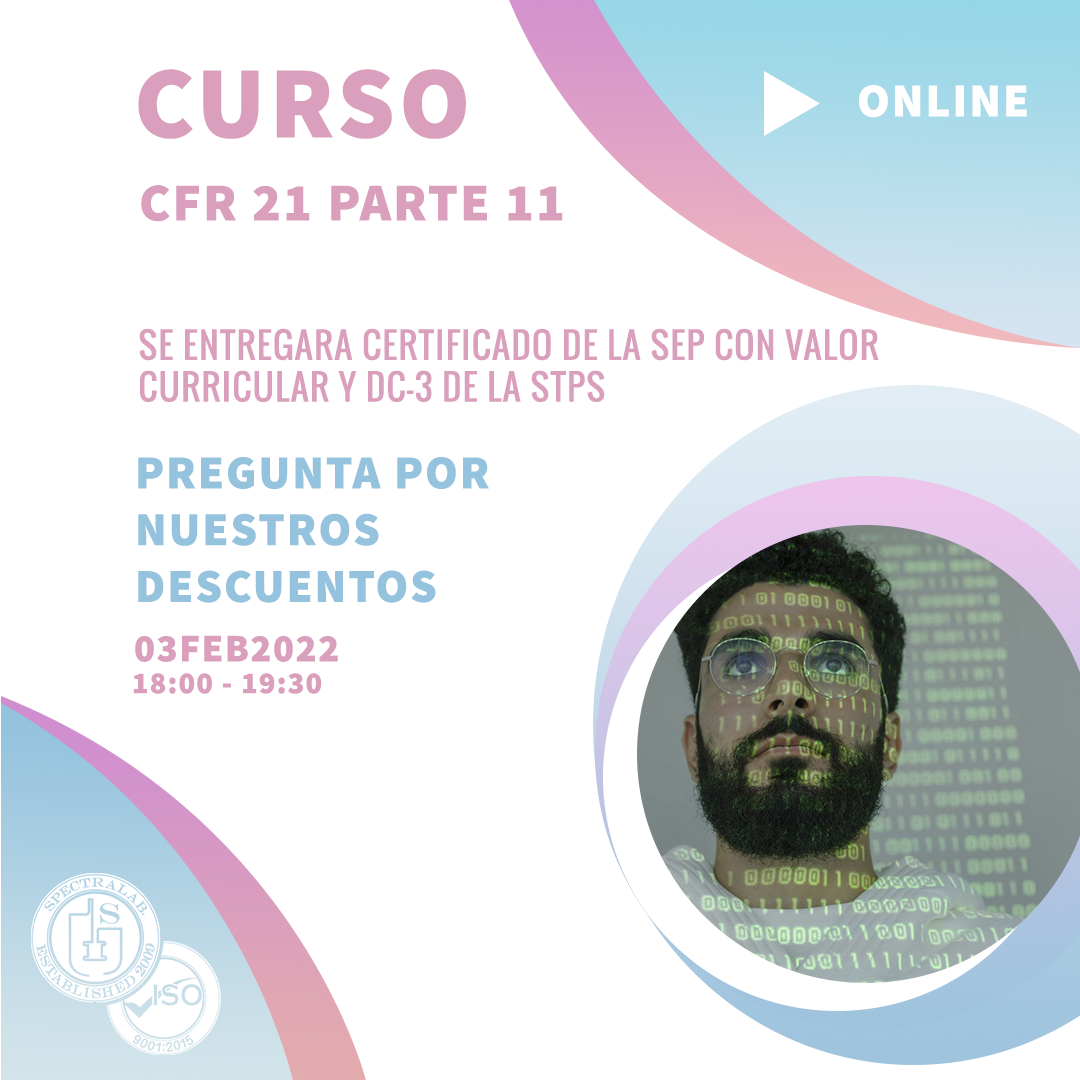 CURSO
ONLINE
CFR 21 PARTE 11
SE ENTREGARA CERTIFICADO DE LA SEP CON VALOR
CURRICULAR Y DC-3 DE LA STPS
PREGUNTA POR
NUESTROS
DESCUENTOS
03FEB2022
18:00 - 19:30
SPECTRALAB
ESTABLISHED 2009
ISO
9001:2015